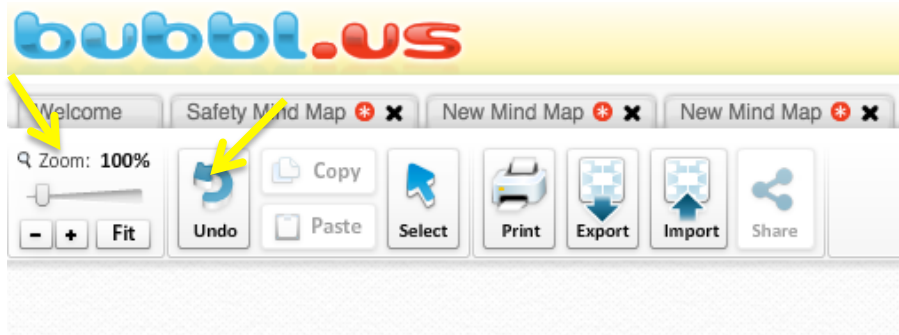 bubbl.us
Welcome Safety Mind Map New Mind Map New Mind Map
Zoom: 100%
Copy
Paste
- + Fit
Undo Select Print Export Import Share